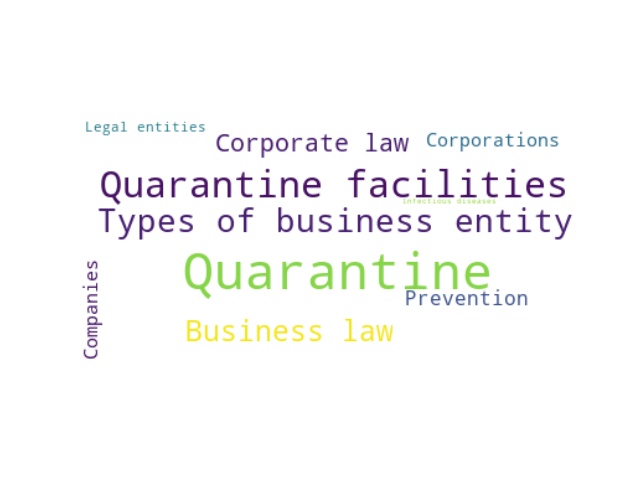 Legal entities
Corporate law
Corporations
Quarantine facilities
Infectious diseases
Types of business entity
Quarantine
Prevention
Companies
Business law